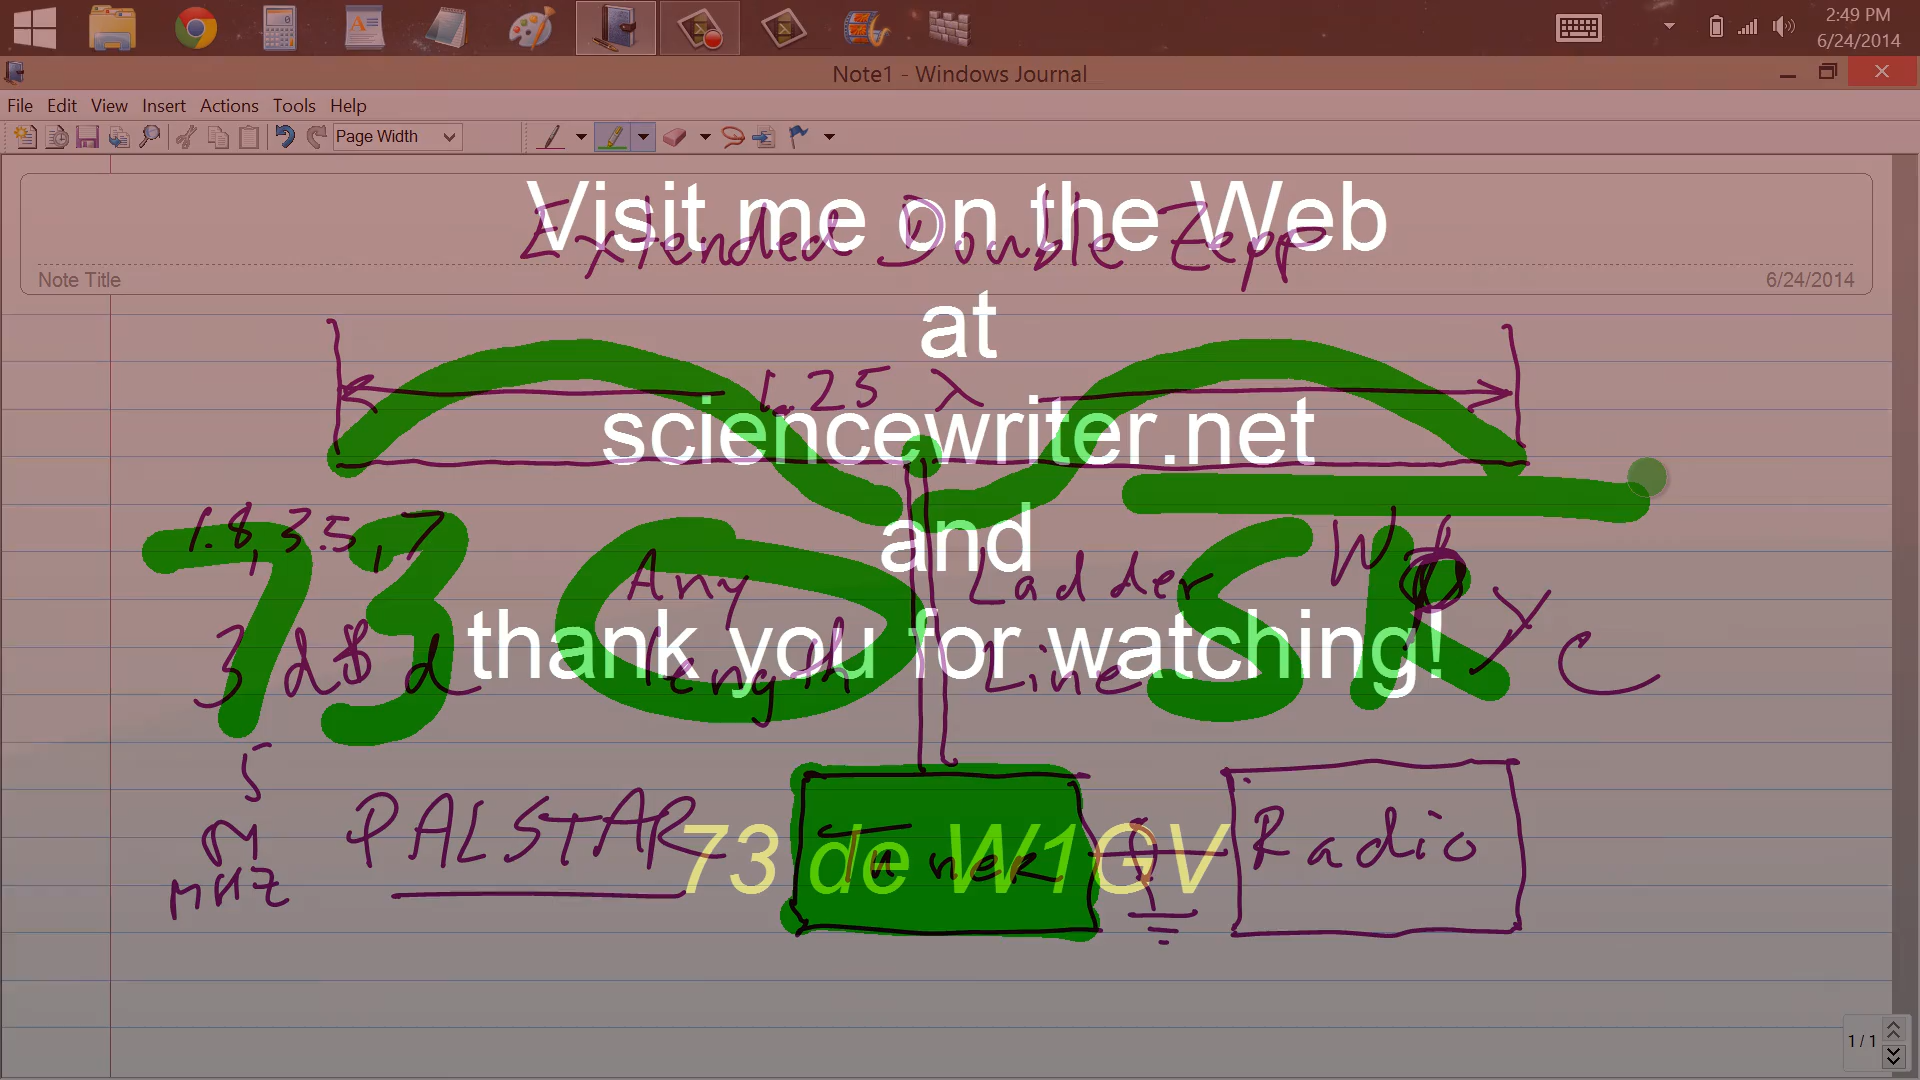 2:49 PM
6/24/2014
Note1 - Windows Journal
File Edit View Insert Actions Tools Help
Page Width
Visit me on the Web
Extended Double Zepp
Note Title
6/24/2014
at
1.25 λ
sciencewriter.net
and
1.8, 3.5, 7
73
SK
Any
Length
Ladder
Line
thank you for watching!
3 dBd
5
MHZ
PALSTAR
Tuner
Radio
73 de W1GV
1 / 1